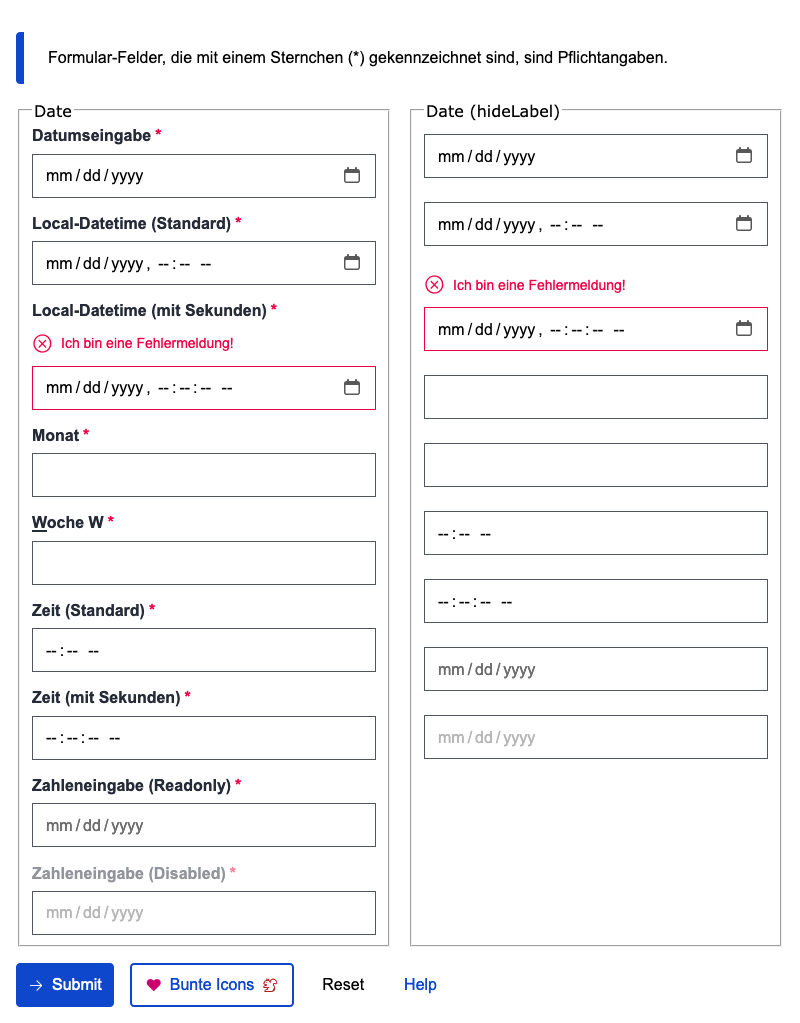 Formular-Felder, die mit einem Sternchen (*) gekennzeichnet sind, sind Pflichtangaben.
Date
Datumseingabe *
mm/dd/yyyy
Local-Datetime (Standard) *
mm/dd/yyyy, --:-- --
Local-Datetime (mit Sekunden) *
Ich bin eine Fehlermeldung!
mm/dd/yyyy, --:--:-- --
Monat *
Woche W *
Zeit (Standard) *
--:-- --
Zeit (mit Sekunden) *
--:--:-- --
Zahleneingabe (Readonly) *
mm/dd/yyyy
Zahleneingabe (Disabled) *
mm/dd/yyyy
Date (hideLabel)
mm/dd/yyyy
mm/dd/yyyy, --:-- --
Ich bin eine Fehlermeldung!
mm/dd/yyyy, --:--:-- --
--:-- --
--:--:-- --
mm/dd/yyyy
mm/dd/yyyy
Submit
Bunte Icons
Reset
Help